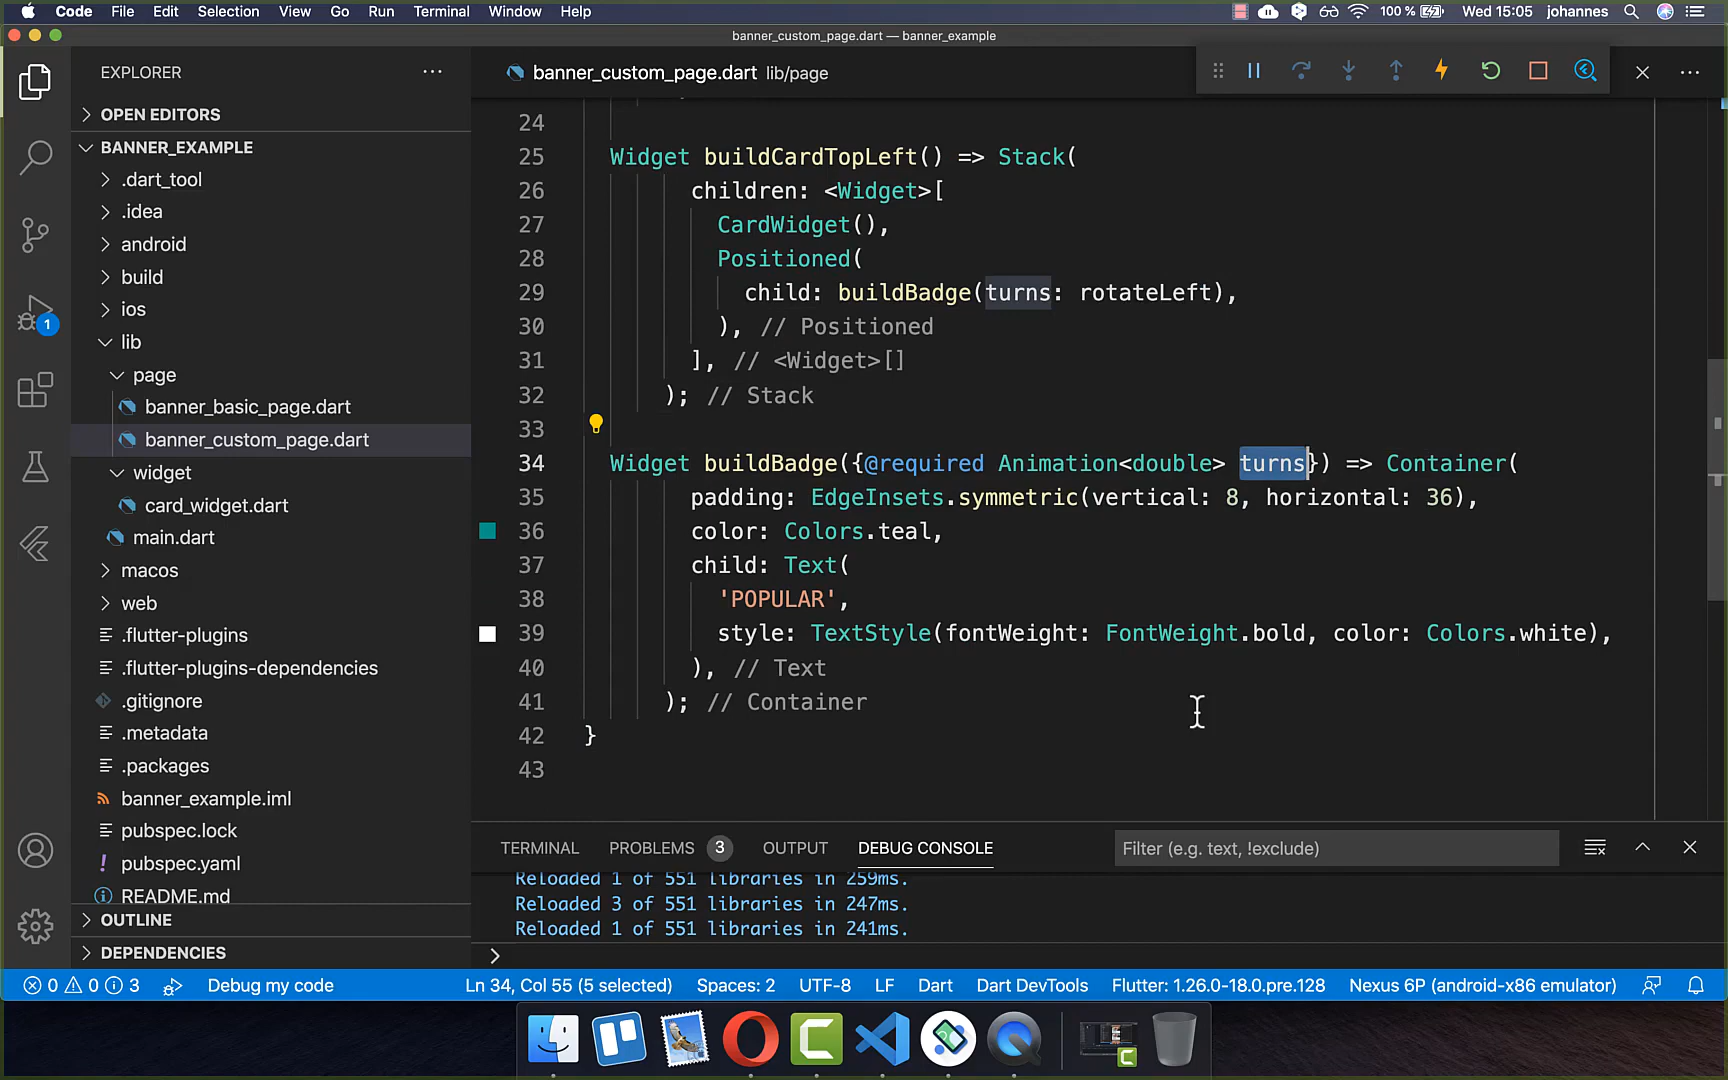 Code File Edit Selection View Go Run Terminal Window Help 100 % Wed 15:05 johannes
banner_custom_page.dart — banner_example
EXPLORER
OPEN EDITORS
BANNER_EXAMPLE
.dart_tool
.idea
android
build
ios
1
lib
page
banner_basic_page.dart
banner_custom_page.dart
widget
card_widget.dart
main.dart
macos
web
.flutter-plugins
.flutter-plugins-dependencies
.gitignore
.metadata
.packages
banner_example.iml
pubspec.lock
! pubspec.yaml
README.md
OUTLINE
DEPENDENCIES
banner_custom_page.dart lib/page
24
25 Widget buildCardTopLeft() => Stack(
26 children: <Widget>[
27 CardWidget(),
28 Positioned(
29 child: buildBadge(turns: rotateLeft),
30 ), // Positioned
31 ], // <Widget>[]
32 ); // Stack
33
34 Widget buildBadge({@required Animation<double> turns}) => Container(
35 padding: EdgeInsets.symmetric(vertical: 8, horizontal: 36),
36 color: Colors.teal,
37 child: Text(
38 'POPULAR',
39 style: TextStyle(fontWeight: FontWeight.bold, color: Colors.white),
40 ), // Text
41 ); // Container
42 }
43
TERMINAL PROBLEMS 3 OUTPUT DEBUG CONSOLE Filter (e.g. text, !exclude)
Reloaded 1 of 551 libraries in 259ms.
Reloaded 3 of 551 libraries in 247ms.
Reloaded 1 of 551 libraries in 241ms.
>
0 0 3 Debug my code Ln 34, Col 55 (5 selected) Spaces: 2 UTF-8 LF Dart Dart DevTools Flutter: 1.26.0-18.0.pre.128 Nexus 6P (android-x86 emulator)